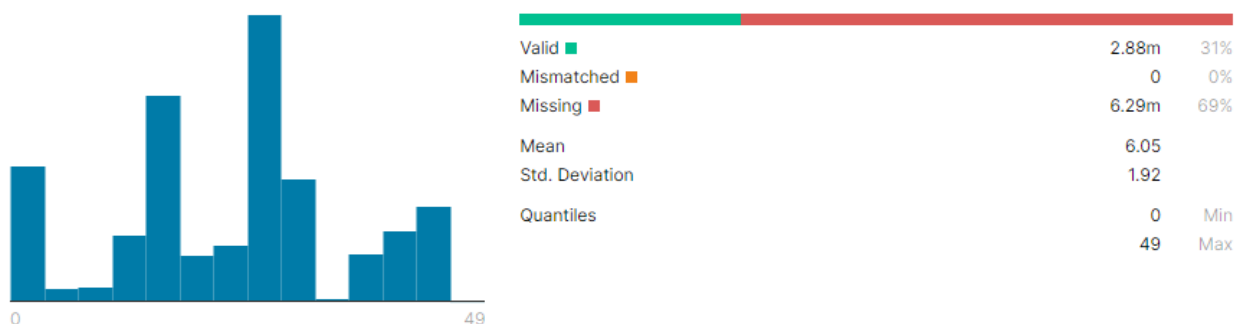 Valid 2.88m 31%
Mismatched 0 0%
Missing 6.29m 69%
Mean 6.05
Std. Deviation 1.92
Quantiles 0 Min
49 Max
0 49